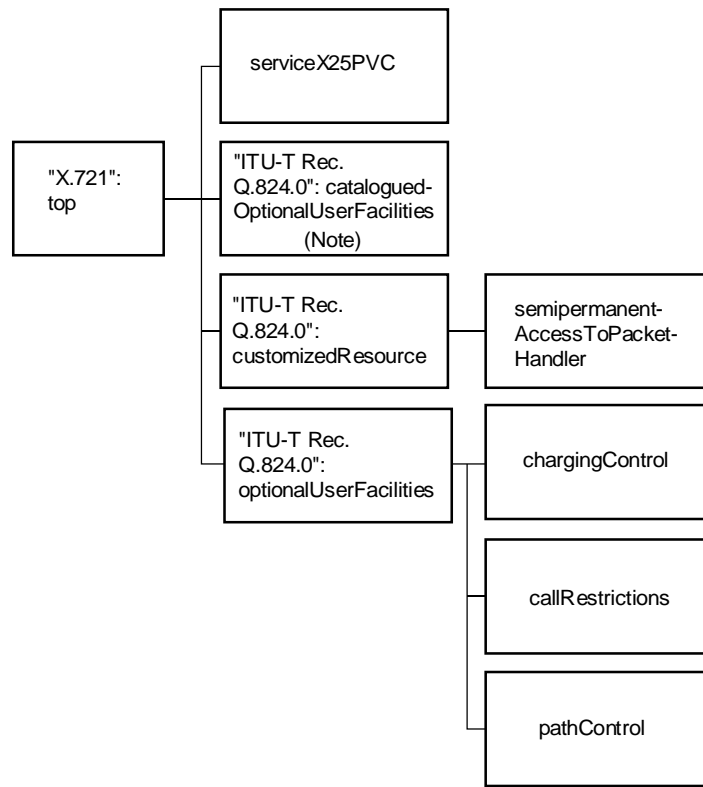 serviceX25PVC
"X.721":
top
"ITU-T Rec.
Q.824.0": catalogued-
OptionalUserFacilities
(Note)
"ITU-T Rec.
Q.824.0":
customizedResource
semipermanent-
AccessToPacket-
Handler
"ITU-T Rec.
Q.824.0":
optionalUserFacilities
chargingControl
callRestrictions
pathControl